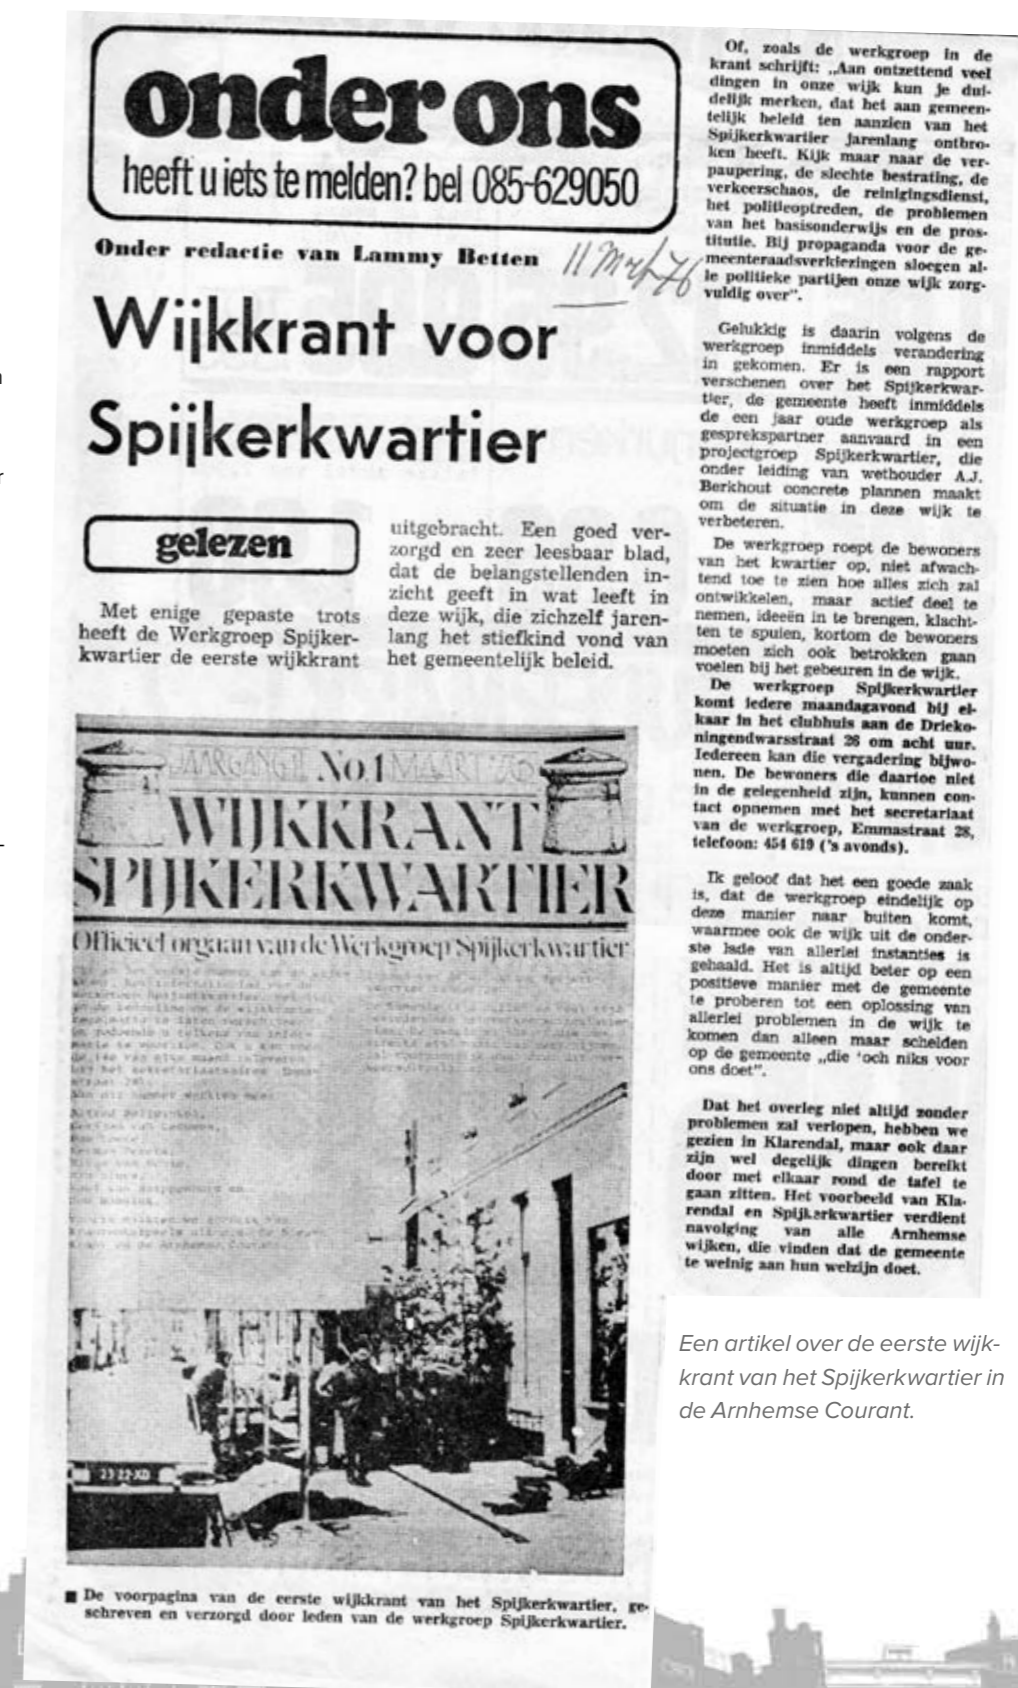 onder ons
heeft u iets te melden? bel 085-629050
Onder redactie van Lammy Betten
11 Mrt 76
Wijkkrant voor
Spijkerkwartier
gelezen
Met enige gepaste trots
heeft de Werkgroep Spijker-
kwartier de eerste wijkkrant
uitgebracht. Een goed ver-
zorgd en zeer leesbaar blad,
dat de belangstellenden in-
zicht geeft in wat leeft in
deze wijk, die zichzelf jaren-
lang het stiefkind vond van
het gemeentelijk beleid.
JAARGANG No.1 MAART
WIJKKRANT
SPIJKERKWARTIER
Officieel orgaan van de Werkgroep Spijkerkwartier
23-22-XD
De voorpagina van de eerste wijkkrant van het Spijkerkwartier, ge-
schreven en verzorgd door leden van de werkgroep Spijkerkwartier.
Of, zoals de werkgroep in de
krant schrijft: „Aan ontzettend veel
dingen in onze wijk kun je dui-
delijk merken, dat het aan gemeen-
telijk beleid ten aanzien van het
Spijkerkwartier jarenlang ontbro-
ken heeft. Kijk maar naar de ver-
paupering, de slechte bestrating, de
verkeerschaos, de reinigingsdienst,
het politieoptreden, de problemen
van het basisonderwijs en de pros-
titutie. Bij propaganda voor de ge-
meenteraadsverkiezingen sloegen al-
le politieke partijen onze wijk zorg-
vuldig over”.
Gelukkig is daarin volgens de
werkgroep inmiddels verandering
in gekomen. Er is een rapport
verschenen over het Spijkerkwar-
tier, de gemeente heeft inmiddels
de een jaar oude werkgroep als
gesprekspartner aanvaard in een
projectgroep Spijkerkwartier, die
onder leiding van wethouder A.J.
Berkhout concrete plannen maakt
om de situatie in deze wijk te
verbeteren.
De werkgroep roept de bewoners
van het kwartier op, niet afwach-
tend toe te zien hoe alles zich zal
ontwikkelen, maar actief deel te
nemen, ideeën in te brengen, klach-
ten te spuien, kortom de bewoners
moeten zich ook betrokken gaan
voelen bij het gebeuren in de wijk.
De werkgroep Spijkerkwartier
komt iedere maandagavond bij el-
kaar in het clubhuis aan de Drieko-
ningendwarsstraat 26 om acht uur.
Iedereen kan die vergadering bijwo-
nen. De bewoners die daartoe niet
in de gelegenheid zijn, kunnen con-
tact opnemen met het secretariaat
van de werkgroep, Emmastraat 28,
telefoon: 454 619 ('s avonds).
Ik geloof dat het een goede zaak
is, dat de werkgroep eindelijk op
deze manier naar buiten komt,
waarmee ook de wijk uit de onder-
ste lade van allerlei instanties is
gehaald. Het is altijd beter op een
positieve manier met de gemeente
te proberen tot een oplossing van
allerlei problemen in de wijk te
komen dan alleen maar schelden
op de gemeente „die 'och niks voor
ons doet”.
Dat het overleg niet altijd zonder
problemen zal verlopen, hebben we
gezien in Klarendal, maar ook daar
zijn wel degelijk dingen bereikt
door met elkaar rond de tafel te
gaan zitten. Het voorbeeld van Kla-
rendal en Spijkerkwartier verdient
navolging van alle Arnhemse
wijken, die vinden dat de gemeente
te weinig aan hun welzijn doet.
Een artikel over de eerste wijk-
krant van het Spijkerkwartier in
de Arnhemse Courant.